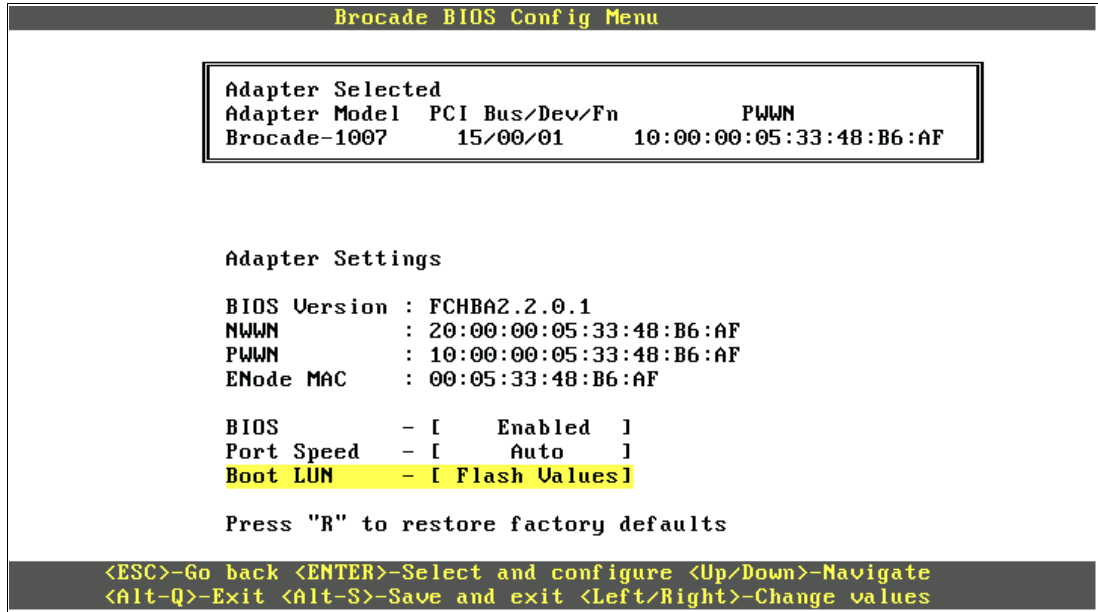 Brocade BIOS Config Menu
Adapter Selected
Adapter Model PCI Bus/Dev/Fn PWWN
Brocade-1007 15/00/01 10:00:00:05:33:48:B6:AF
Adapter Settings
BIOS Version : FCHBA2.2.0.1
NWWN : 20:00:00:05:33:48:B6:AF
PWWN : 10:00:00:05:33:48:B6:AF
ENode MAC : 00:05:33:48:B6:AF
BIOS - [ Enabled ]
Port Speed - [ Auto ]
Boot LUN - [ Flash Values]
Press "R" to restore factory defaults
<ESC>-Go back <ENTER>-Select and configure <Up/Down>-Navigate
<Alt-Q>-Exit <Alt-S>-Save and exit <Left/Right>-Change values